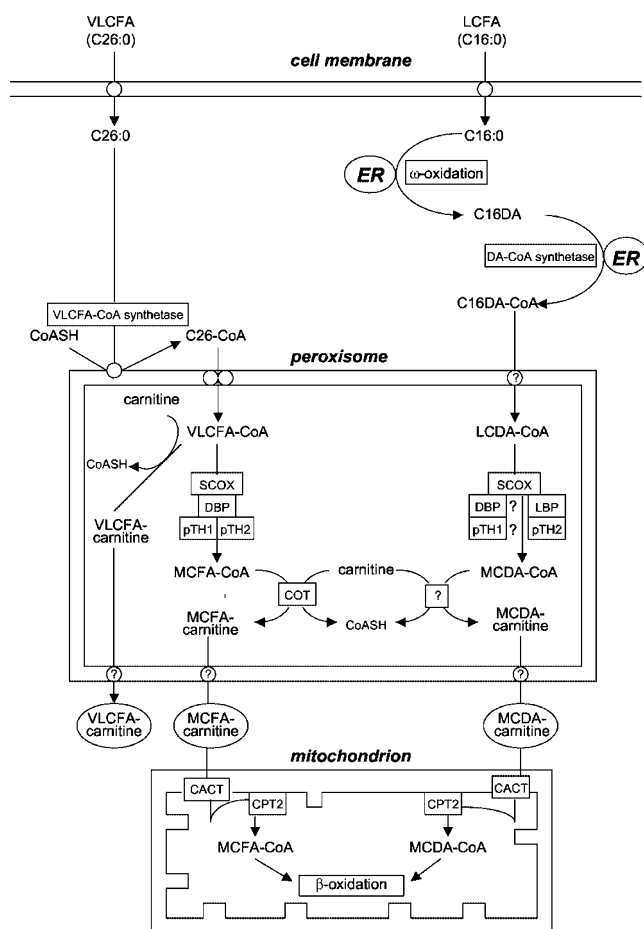 VLCFA
(C26:0)
LCFA
(C16:0)
cell membrane
C26:0
C16:0
ER
ω-oxidation
C16DA
DA-CoA synthetase
ER
VLCFA-CoA synthetase
C16DA-CoA
CoASH
C26-CoA
peroxisome
?
carnitine
VLCFA-CoA
LCDA-CoA
CoASH
SCOX
SCOX
DBP
DBP
?
LBP
pTH1
pTH2
pTH1
?
pTH2
VLCFA-
carnitine
MCFA-CoA
carnitine
MCDA-CoA
COT
?
MCFA-
carnitine
CoASH
MCDA-
carnitine
?
?
?
VLCFA-
carnitine
MCFA-
carnitine
MCDA-
carnitine
mitochondrion
CACT
CACT
CPT2
CPT2
MCFA-CoA
MCDA-CoA
β-oxidation